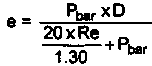 e = P_bar x D / (20 x Re / 1.30 + P_bar)